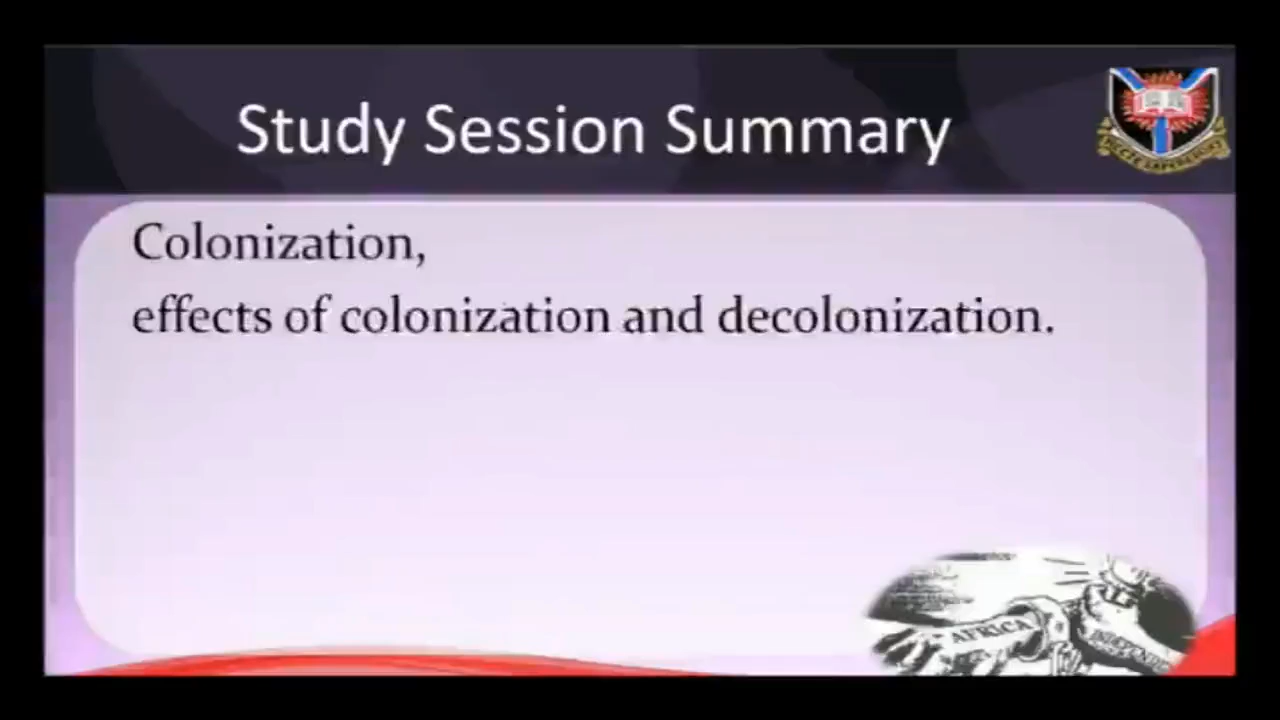 Study Session Summary
Colonization,
effects of colonization and decolonization.
AFRICA